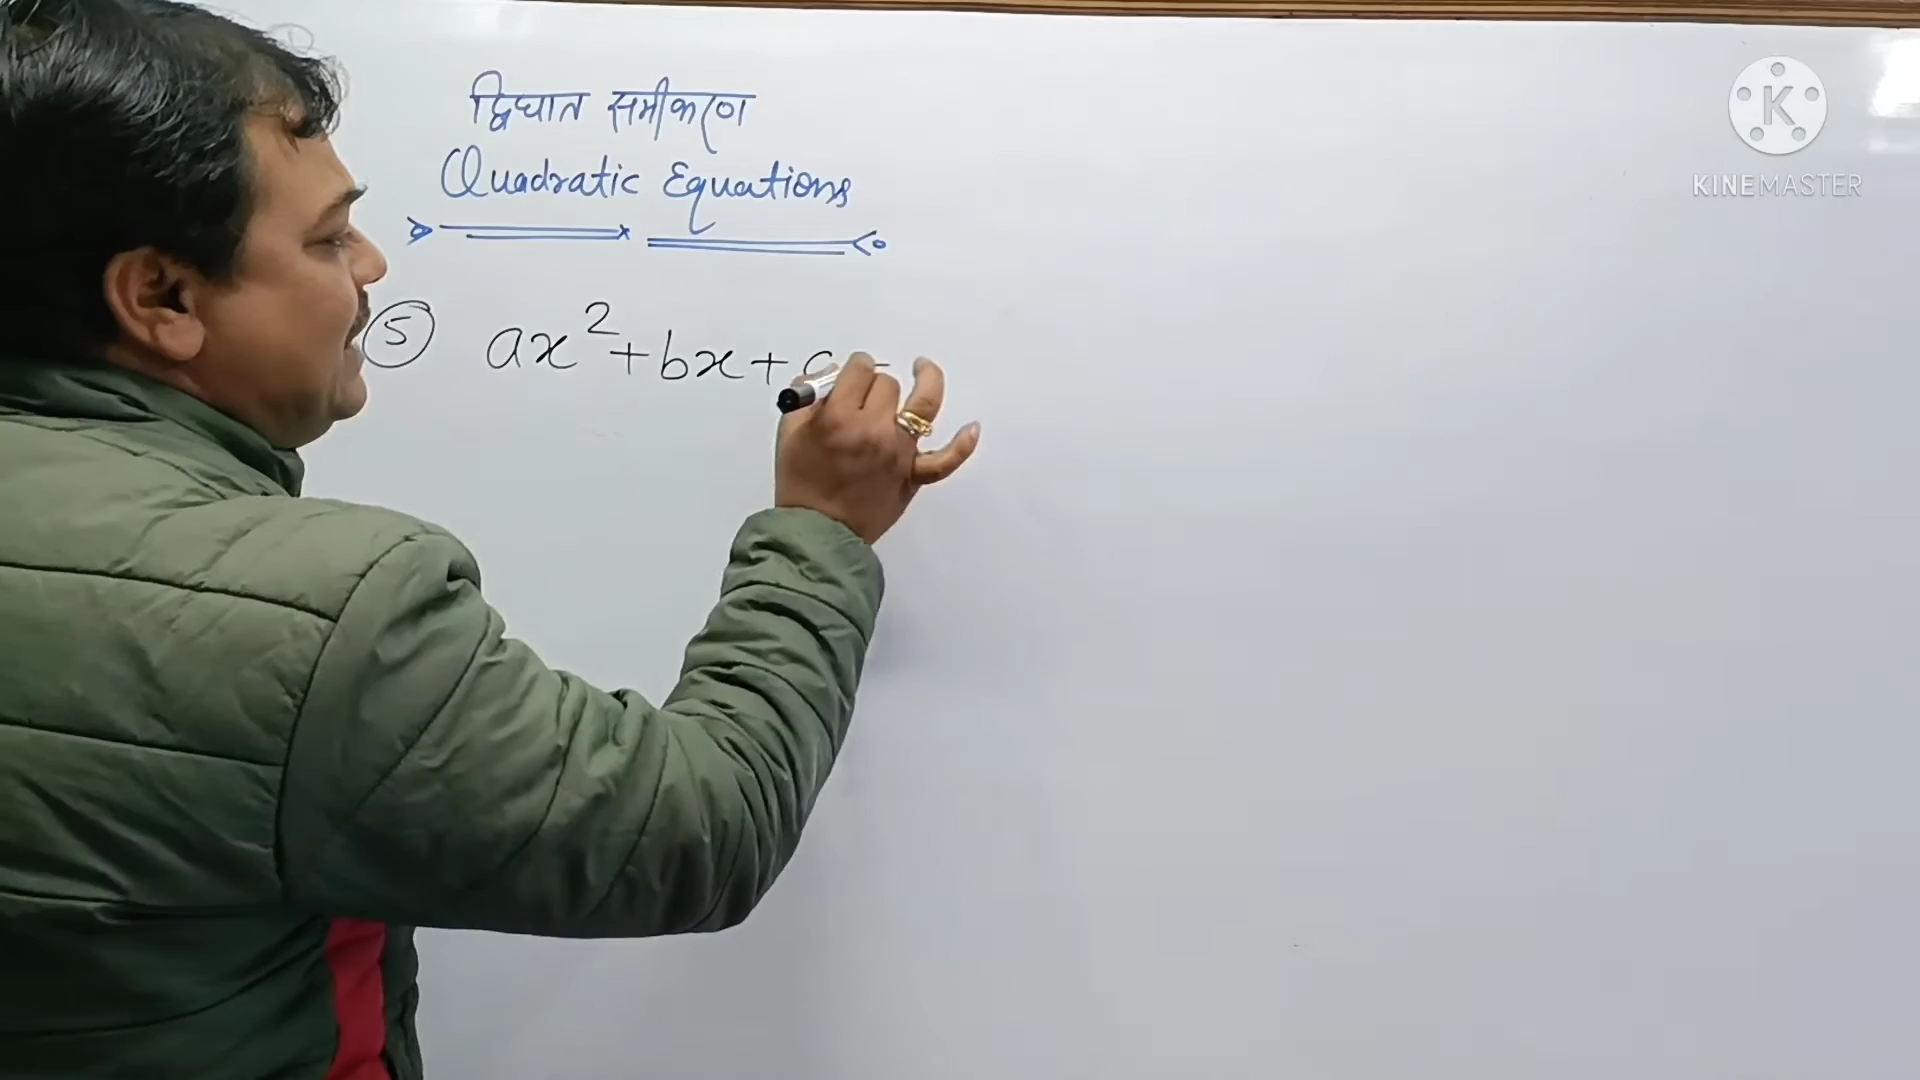 द्विघात समीकरण
Quadratic Equations
5 ax²+bx+c=
KINEMASTER